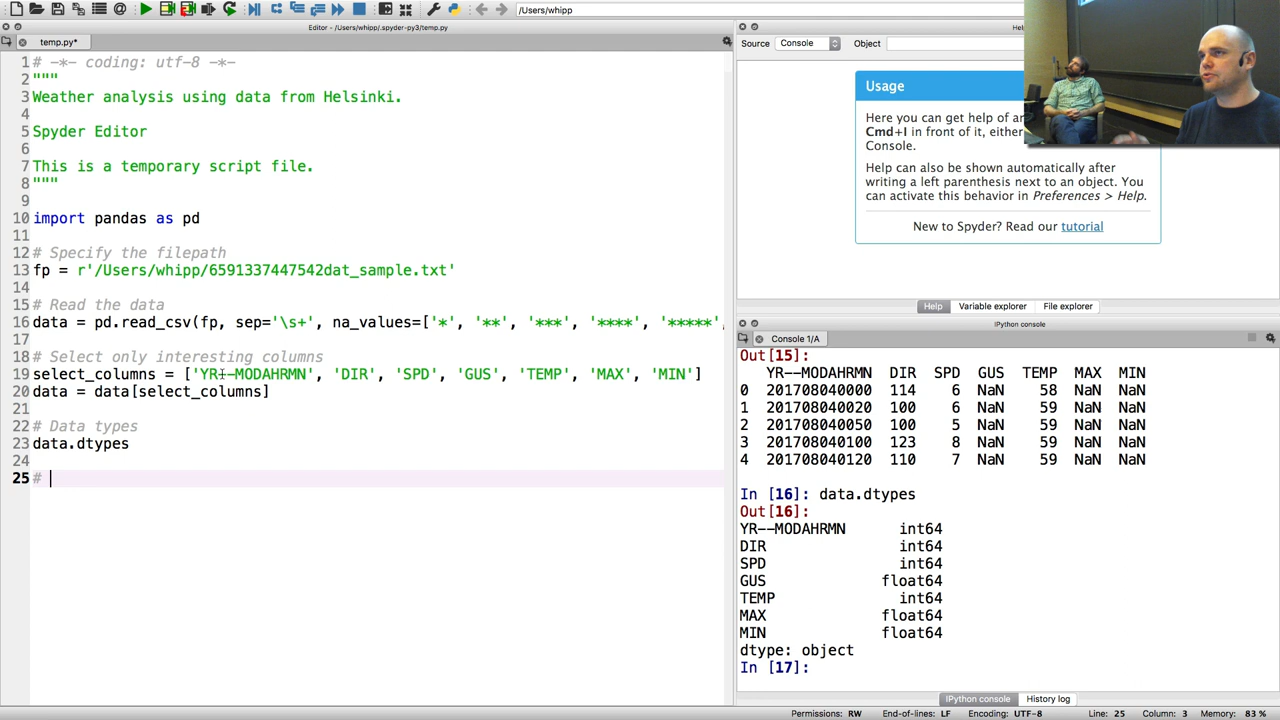 /Users/whipp
Editor - /Users/whipp/.spyder-py3/temp.py
temp.py*
1 # -*- coding: utf-8 -*-
2 """
3 Weather analysis using data from Helsinki.
4
5 Spyder Editor
6
7 This is a temporary script file.
8 """
9
10 import pandas as pd
11
12 # Specify the filepath
13 fp = r'/Users/whipp/6591337447542dat_sample.txt'
14
15 # Read the data
16 data = pd.read_csv(fp, sep='\s+', na_values=['*', '**', '***', '****', '*****',
17
18 # Select only interesting columns
19 select_columns = ['YR--MODAHRMN', 'DIR', 'SPD', 'GUS', 'TEMP', 'MAX', 'MIN']
20 data = data[select_columns]
21
22 # Data types
23 data.dtypes
24
25 #
Source Console Object
Usage
Here you can get help of
Cmd+I in front of it, either
Console.
Help can also be shown automatically after
writing a left parenthesis next to an object. You
can activate this behavior in Preferences > Help.
New to Spyder? Read our tutorial
Help Variable explorer File explorer
IPython console
Console 1/A
Out[15]:
YR--MODAHRMN DIR SPD GUS TEMP MAX MIN
0 201708040000 114 6 NaN 58 NaN NaN
1 201708040020 100 6 NaN 59 NaN NaN
2 201708040050 100 5 NaN 59 NaN NaN
3 201708040100 123 8 NaN 59 NaN NaN
4 201708040120 110 7 NaN 59 NaN NaN
In [16]: data.dtypes
Out[16]:
YR--MODAHRMN int64
DIR int64
SPD int64
GUS float64
TEMP int64
MAX float64
MIN float64
dtype: object
In [17]:
IPython console History log
Permissions: RW End-of-lines: LF Encoding: UTF-8 Line: 25 Column: 3 Memory: 83 %